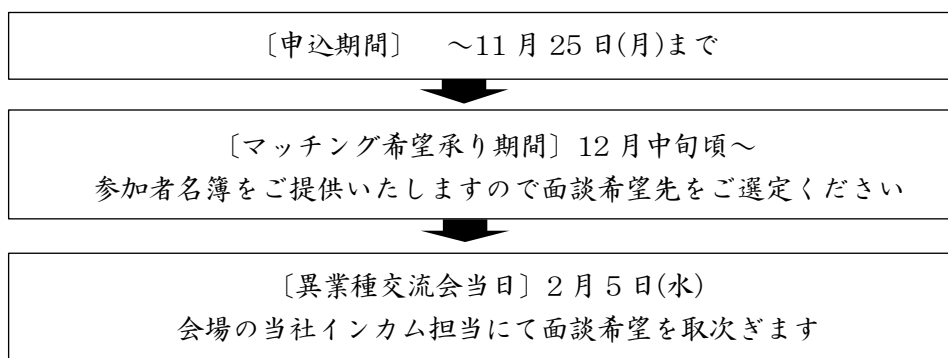 〔申込期間〕　～11月25日(月)まで
〔マッチング希望承り期間〕12月中旬頃～
参加者名簿をご提供いたしますので面談希望先をご選定ください
〔異業種交流会当日〕2月5日(水)
会場の当社インカム担当にて面談希望を取次ぎます